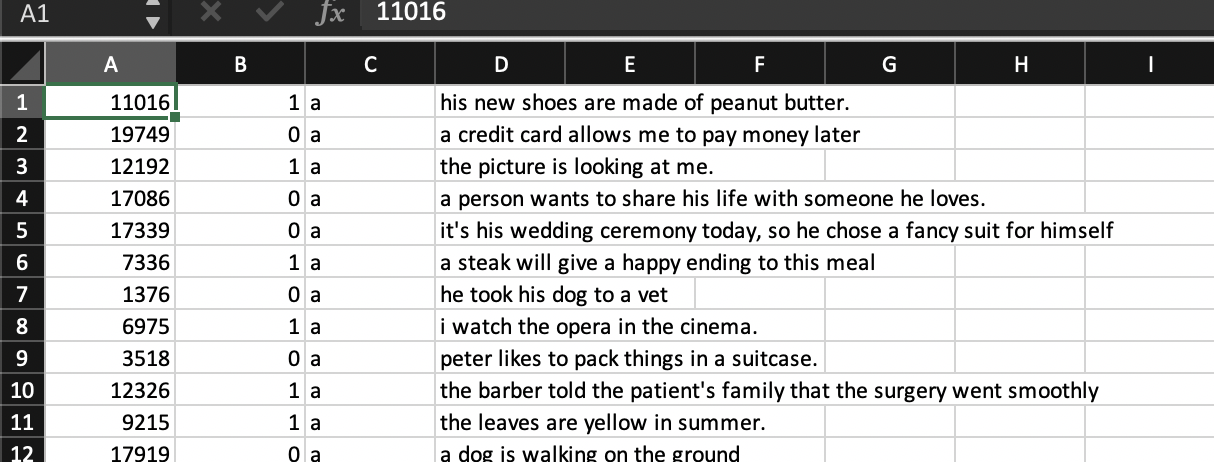 A1 fx 11016
A B C D E F G H I
1 11016 1 a his new shoes are made of peanut butter.
2 19749 0 a a credit card allows me to pay money later
3 12192 1 a the picture is looking at me.
4 17086 0 a a person wants to share his life with someone he loves.
5 17339 0 a it's his wedding ceremony today, so he chose a fancy suit for himself
6 7336 1 a a steak will give a happy ending to this meal
7 1376 0 a he took his dog to a vet
8 6975 1 a i watch the opera in the cinema.
9 3518 0 a peter likes to pack things in a suitcase.
10 12326 1 a the barber told the patient's family that the surgery went smoothly
11 9215 1 a the leaves are yellow in summer.
12 17919 0 a a dog is walking on the ground